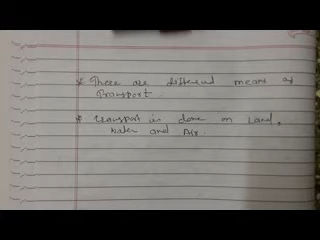 * There are different means of
Transport.
* Transport is done on Land,
Water and Air.